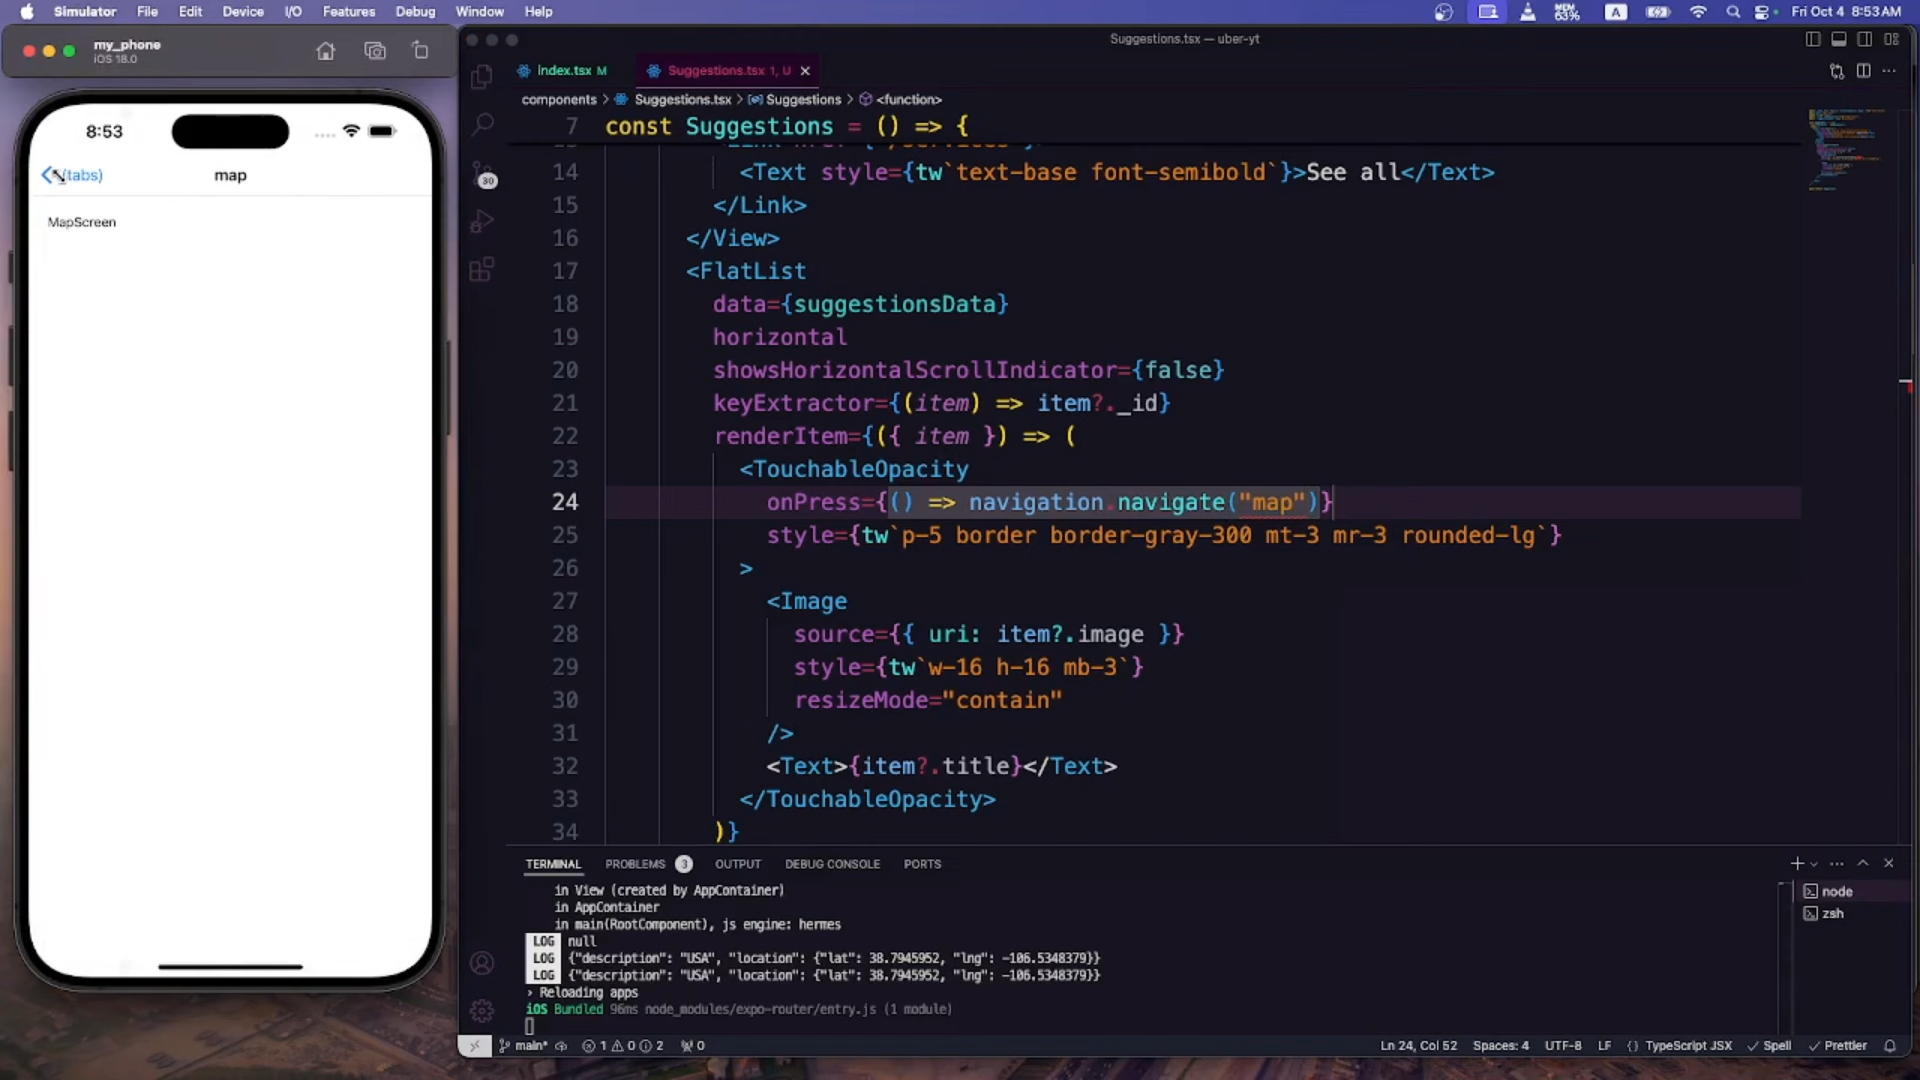 Simulator File Edit Device I/O Features Debug Window Help
MEM
63%
A
Fri Oct 4 8:53 AM
my_phone
iOS 18.0
8:53
(tabs)
map
MapScreen
Suggestions.tsx — uber-yt
index.tsx M
Suggestions.tsx 1, U
components > Suggestions.tsx > Suggestions > <function>
30
7 const Suggestions = () => {
14 <Text style={tw`text-base font-semibold`}>See all</Text>
15 </Link>
16 </View>
17 <FlatList
18 data={suggestionsData}
19 horizontal
20 showsHorizontalScrollIndicator={false}
21 keyExtractor={(item) => item?._id}
22 renderItem={({ item }) => (
23 <TouchableOpacity
24 onPress={() => navigation.navigate("map")}
25 style={tw`p-5 border border-gray-300 mt-3 mr-3 rounded-lg`}
26 >
27 <Image
28 source={{ uri: item?.image }}
29 style={tw`w-16 h-16 mb-3`}
30 resizeMode="contain"
31 />
32 <Text>{item?.title}</Text>
33 </TouchableOpacity>
34 )}
TERMINAL PROBLEMS 3 OUTPUT DEBUG CONSOLE PORTS
in View (created by AppContainer)
in AppContainer
in main(RootComponent), js engine: hermes
LOG null
LOG {"description": "USA", "location": {"lat": 38.7945952, "lng": -106.5348379}}
LOG {"description": "USA", "location": {"lat": 38.7945952, "lng": -106.5348379}}
› Reloading apps
iOS Bundled 96ms node_modules/expo-router/entry.js (1 module)
node
zsh
main* 1 0 2 0
Ln 24, Col 52 Spaces: 4 UTF-8 LF {} TypeScript JSX Spell Prettier